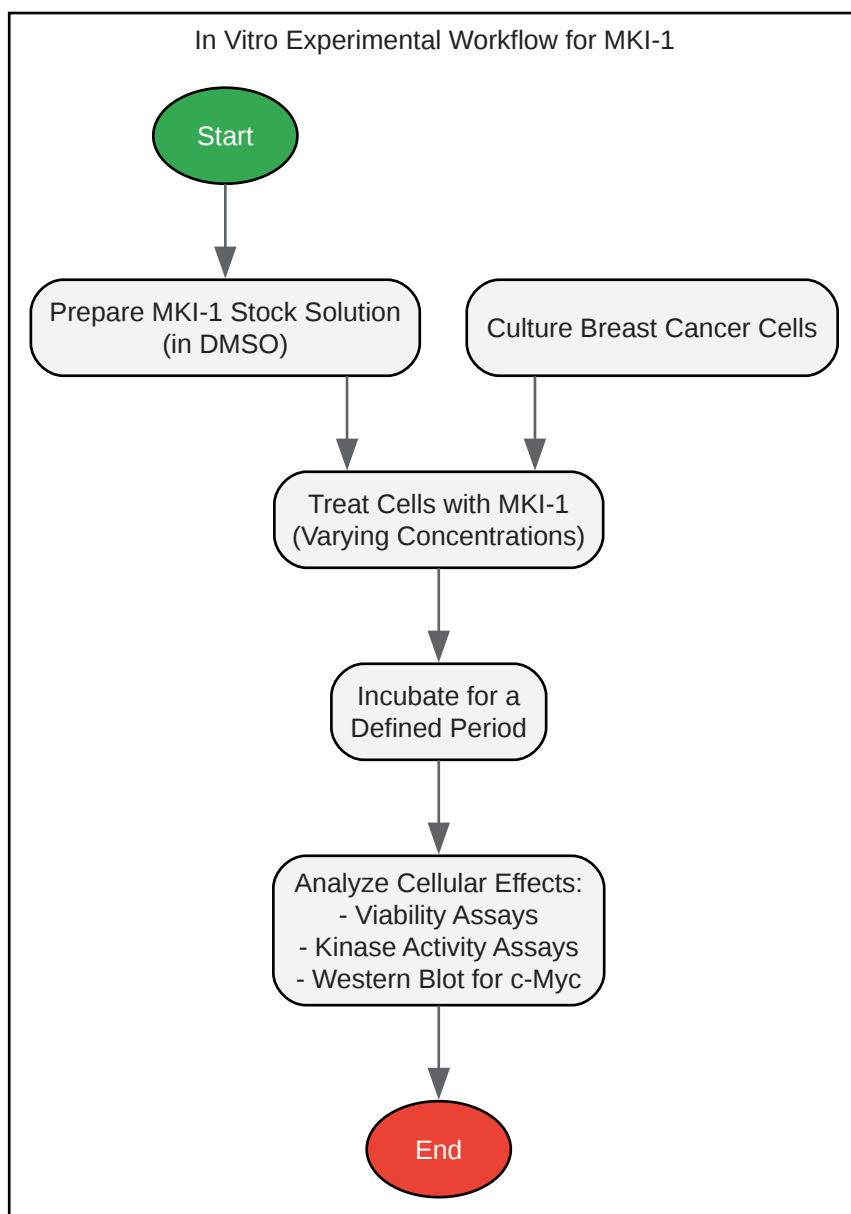 In Vitro Experimental Workflow for MKI-1
Start
Prepare MKI-1 Stock Solution
(in DMSO)
Culture Breast Cancer Cells
Treat Cells with MKI-1
(Varying Concentrations)
Incubate for a
Defined Period
Analyze Cellular Effects:
- Viability Assays
- Kinase Activity Assays
- Western Blot for c-Myc
End